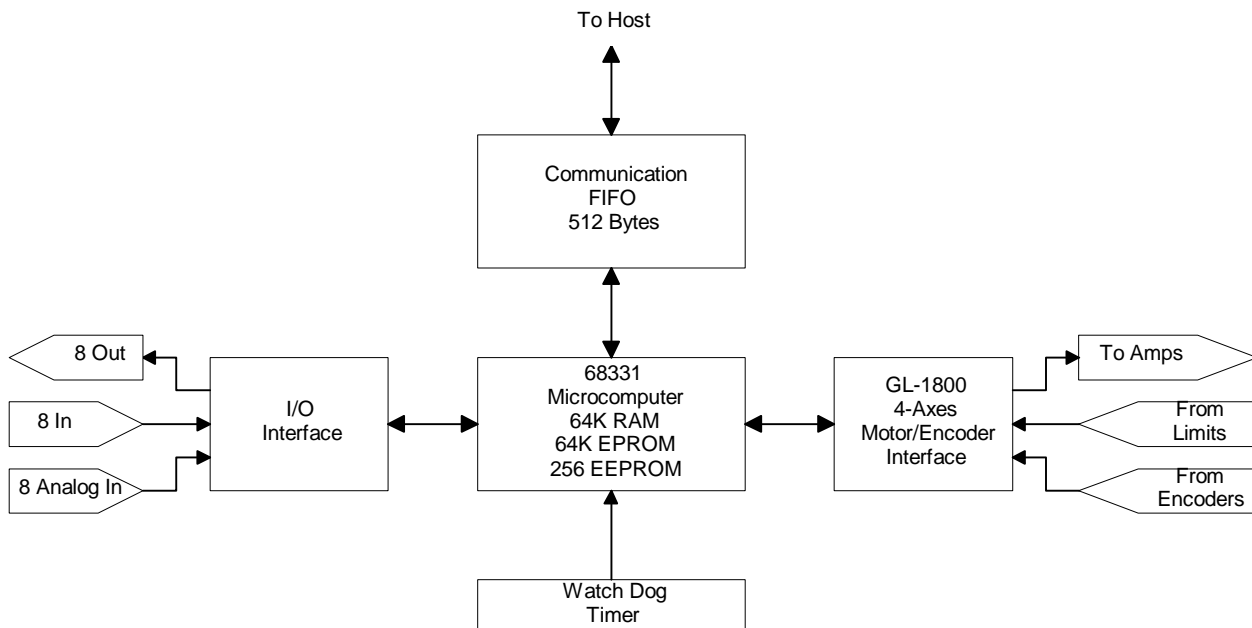 To Host
Communication
FIFO
512 Bytes
8 Out
8 In
8 Analog In
I/O
Interface
68331
Microcomputer
64K RAM
64K EPROM
256 EEPROM
GL-1800
4-Axes
Motor/Encoder
Interface
To Amps
From
Limits
From
Encoders
Watch Dog
Timer